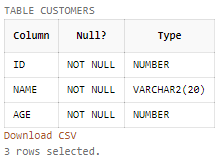 TABLE CUSTOMERS
Column Null? Type
ID NOT NULL NUMBER
NAME NOT NULL VARCHAR2(20)
AGE NOT NULL NUMBER
Download CSV
3 rows selected.